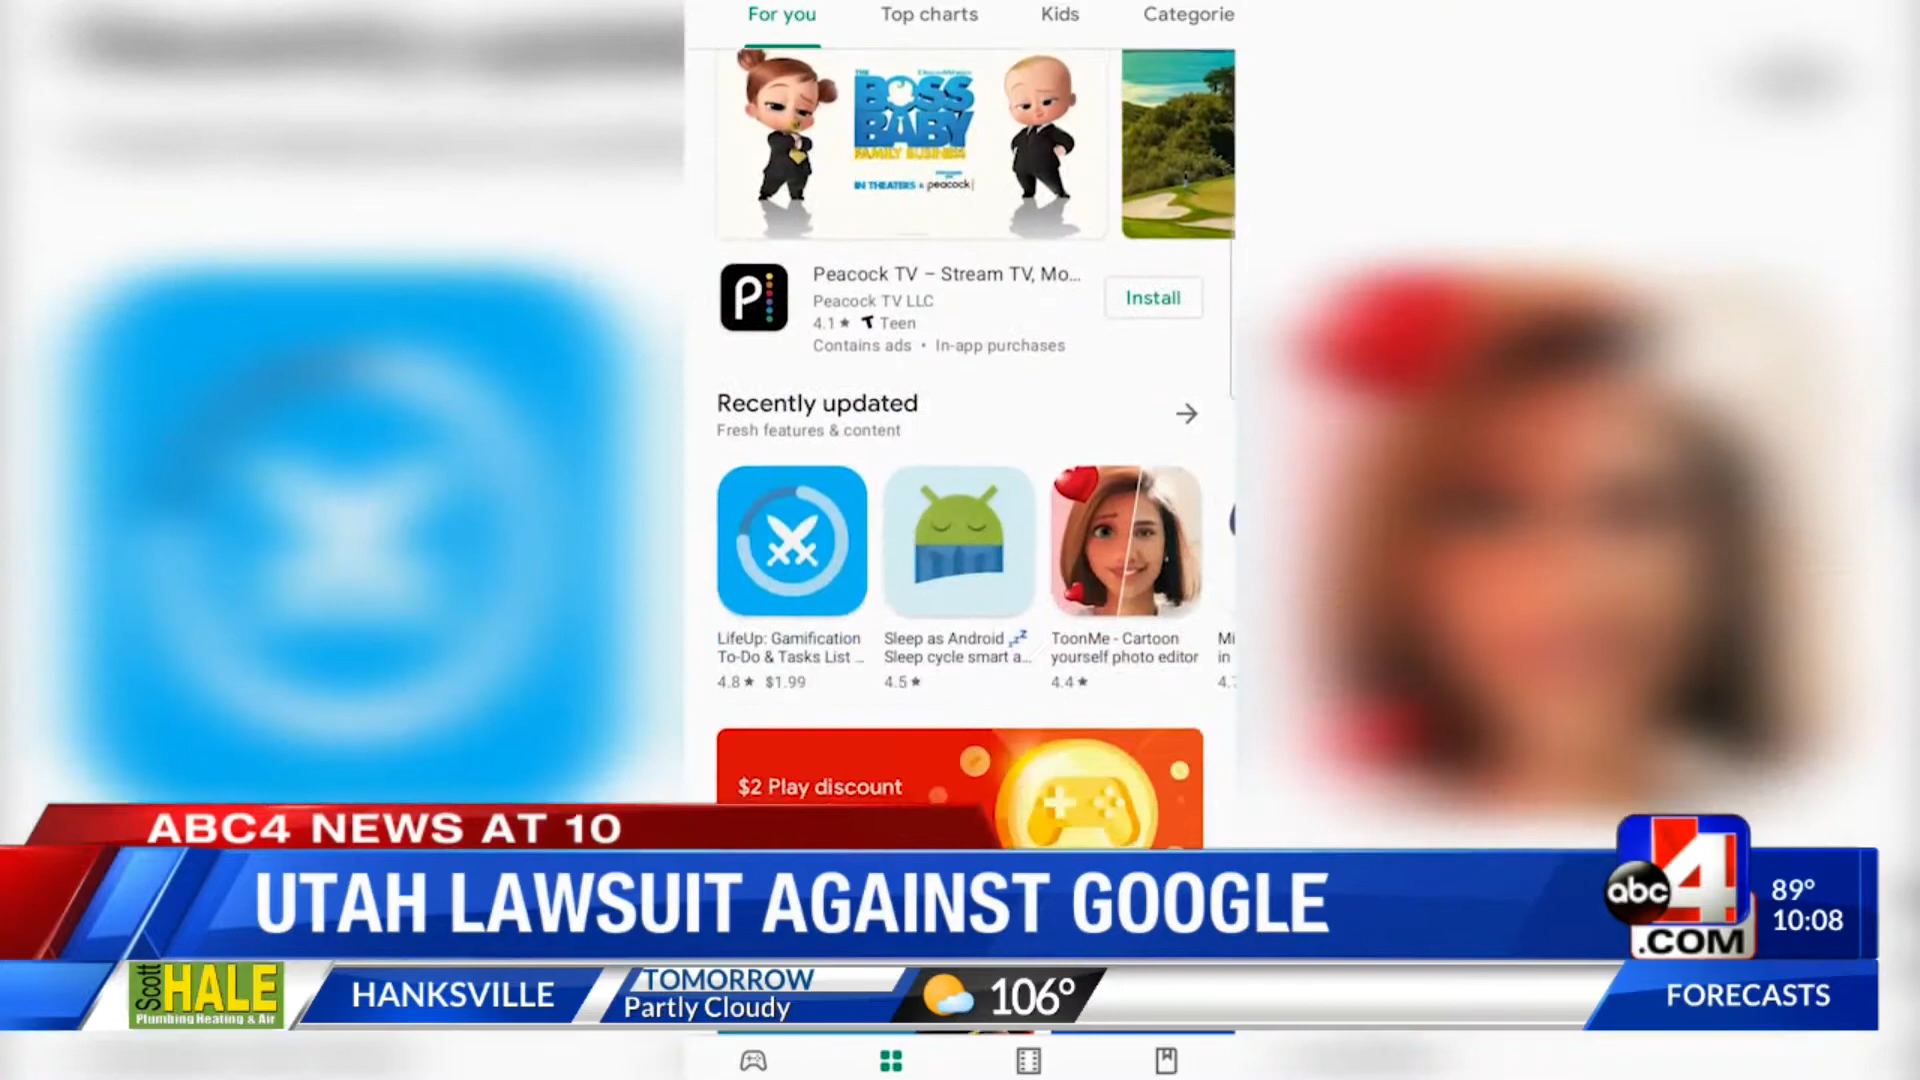 For you
Top charts
Kids
Categorie
THE
BOSS
BABY
FAMILY BUSINESS
IN THEATERS & peacock
Peacock TV – Stream TV, Mo...
Peacock TV LLC
4.1★ T Teen
Contains ads • In-app purchases
Install
Recently updated
Fresh features & content
LifeUp: Gamification
To-Do & Tasks List ...
4.8★ $1.99
Sleep as Android 💤
Sleep cycle smart a...
4.5★
ToonMe - Cartoon
yourself photo editor
4.4★
Mi
in
4.
$2 Play discount
ABC4 NEWS AT 10
UTAH LAWSUIT AGAINST GOOGLE
abc 4
.COM
89°
10:08
Scott HALE
Plumbing Heating & Air
HANKSVILLE
TOMORROW
Partly Cloudy
106°
FORECASTS